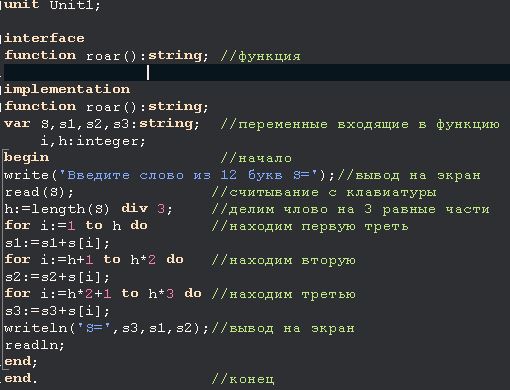 unit Unit1;
interface
function roar():string; //функция
implementation
function roar():string;
var S,s1,s2,s3:string; //переменные входящие в функцию
i,h:integer;
begin //начало
write('Введите слово из 12 букв S=');//вывод на экран
read(S); //считывание с клавиатуры
h:=length(S) div 3; //делим члово на 3 равные части
for i:=1 to h do //находим первую треть
s1:=s1+s[i];
for i:=h+1 to h*2 do //находим вторую
s2:=s2+s[i];
for i:=h*2+1 to h*3 do //находим третью
s3:=s3+s[i];
writeln('S=',s3,s1,s2);//вывод на экран
readln;
end;
end. //конец